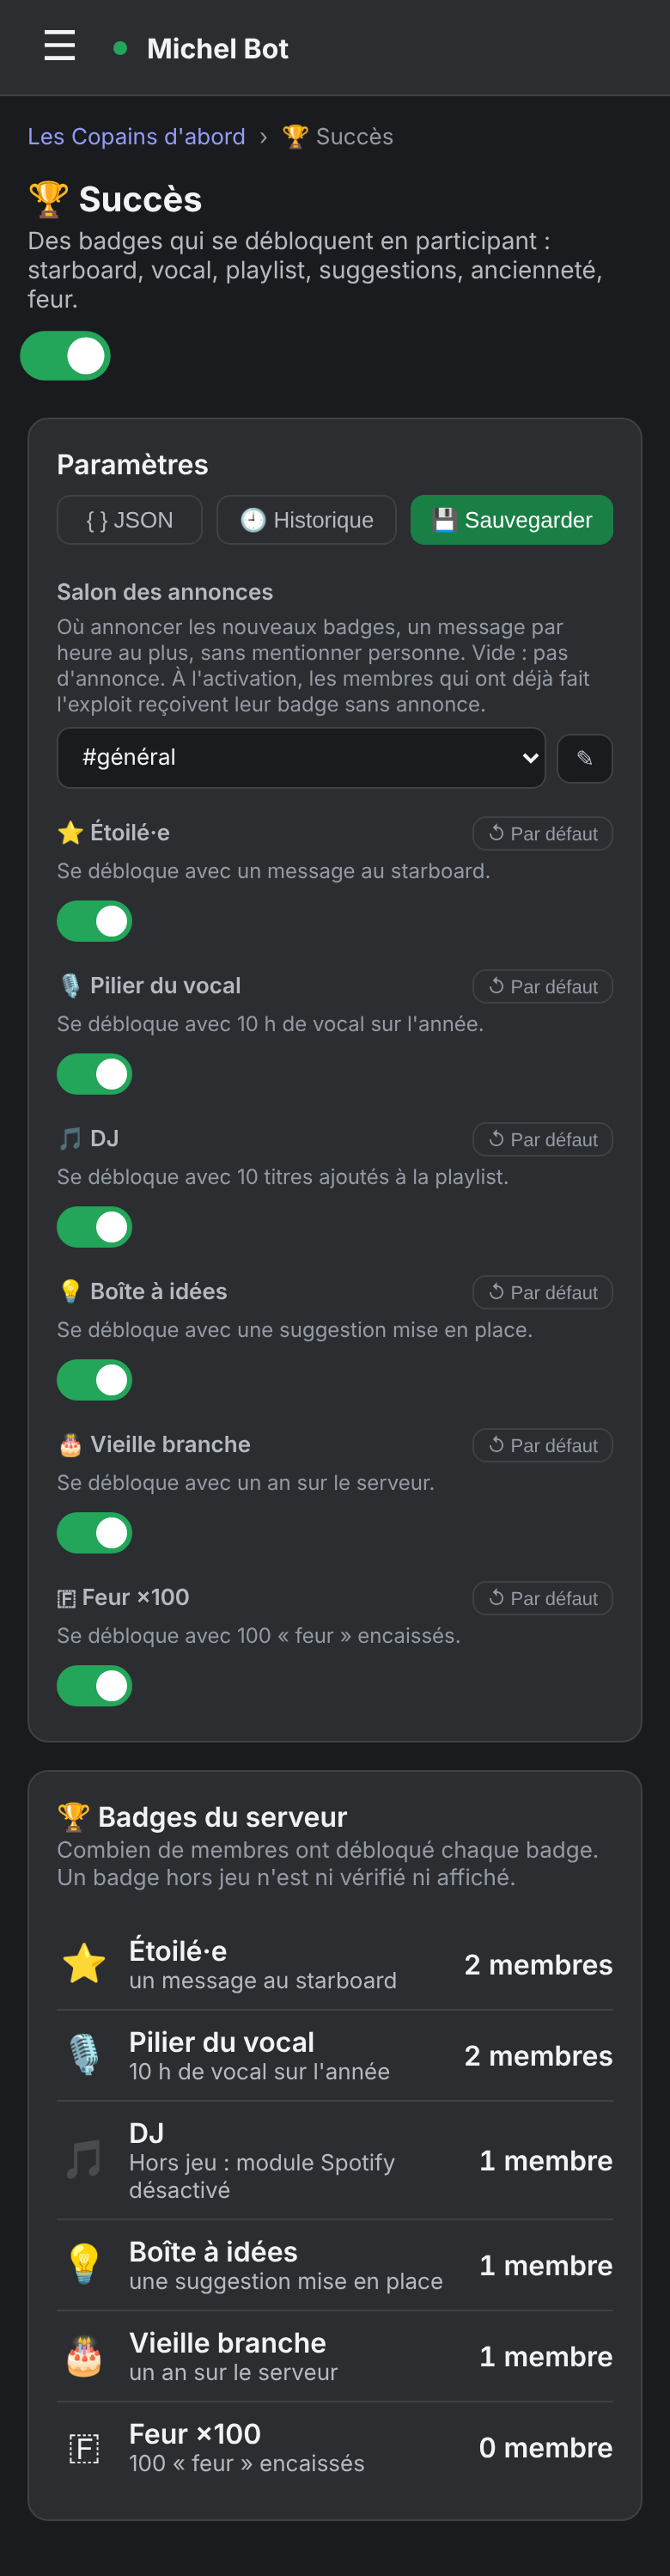 ☰ Michel Bot
Les Copains d'abord › 🏆 Succès
🏆 Succès
Des badges qui se débloquent en participant :
starboard, vocal, playlist, suggestions, ancienneté,
feur.
Paramètres
{ } JSON 🕘 Historique 💾 Sauvegarder
Salon des annonces
Où annoncer les nouveaux badges, un message par
heure au plus, sans mentionner personne. Vide : pas
d'annonce. À l'activation, les membres qui ont déjà fait
l'exploit reçoivent leur badge sans annonce.
#général ✎
⭐ Étoilé·e ↺ Par défaut
Se débloque avec un message au starboard.
🎙️ Pilier du vocal ↺ Par défaut
Se débloque avec 10 h de vocal sur l'année.
🎵 DJ ↺ Par défaut
Se débloque avec 10 titres ajoutés à la playlist.
💡 Boîte à idées ↺ Par défaut
Se débloque avec une suggestion mise en place.
🎂 Vieille branche ↺ Par défaut
Se débloque avec un an sur le serveur.
🇫 Feur ×100 ↺ Par défaut
Se débloque avec 100 « feur » encaissés.
🏆 Badges du serveur
Combien de membres ont débloqué chaque badge.
Un badge hors jeu n'est ni vérifié ni affiché.
⭐ Étoilé·e
un message au starboard
2 membres
🎙️ Pilier du vocal
10 h de vocal sur l'année
2 membres
🎵 DJ
Hors jeu : module Spotify
désactivé
1 membre
💡 Boîte à idées
une suggestion mise en place
1 membre
🎂 Vieille branche
un an sur le serveur
1 membre
🇫 Feur ×100
100 « feur » encaissés
0 membre